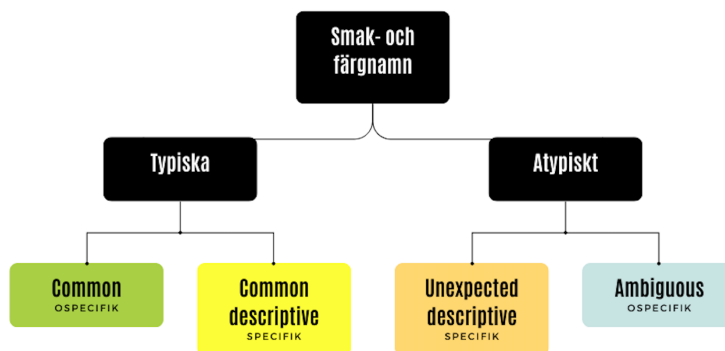 Smak- och
färgnamn
Typiska
Atypiskt
Common
OSPECIFIK
Common
descriptive
SPECIFIK
Unexpected
descriptive
SPECIFIK
Ambiguous
OSPECIFIK